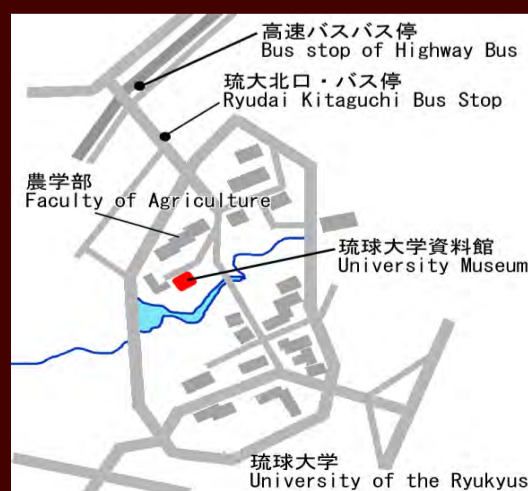 高速バスバス停
Bus stop of Highway Bus
琉大北口・バス停
Ryudai Kitaguchi Bus Stop
農学部
Faculty of Agriculture
琉球大学資料館
University Museum
琉球大学
University of the Ryukyus